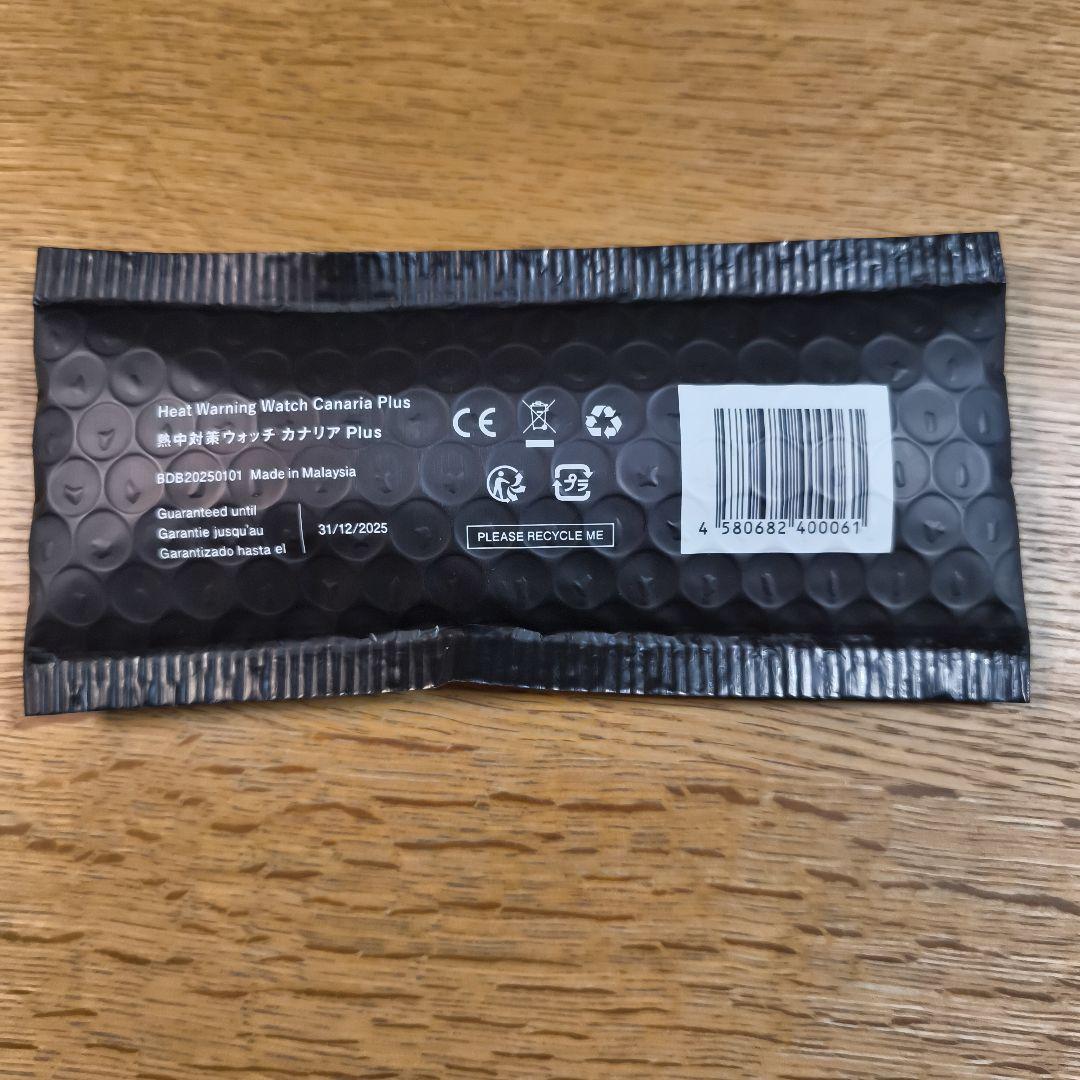 Heat Warning Watch Canaria Plus
熱中対策ウォッチ カナリア Plus
BDB20250101 Made in Malaysia
Guaranteed until
Garantie jusqu'au
Garantizado hasta el
31/12/2025
CE
プラ
PLEASE RECYCLE ME
4 580682 400061